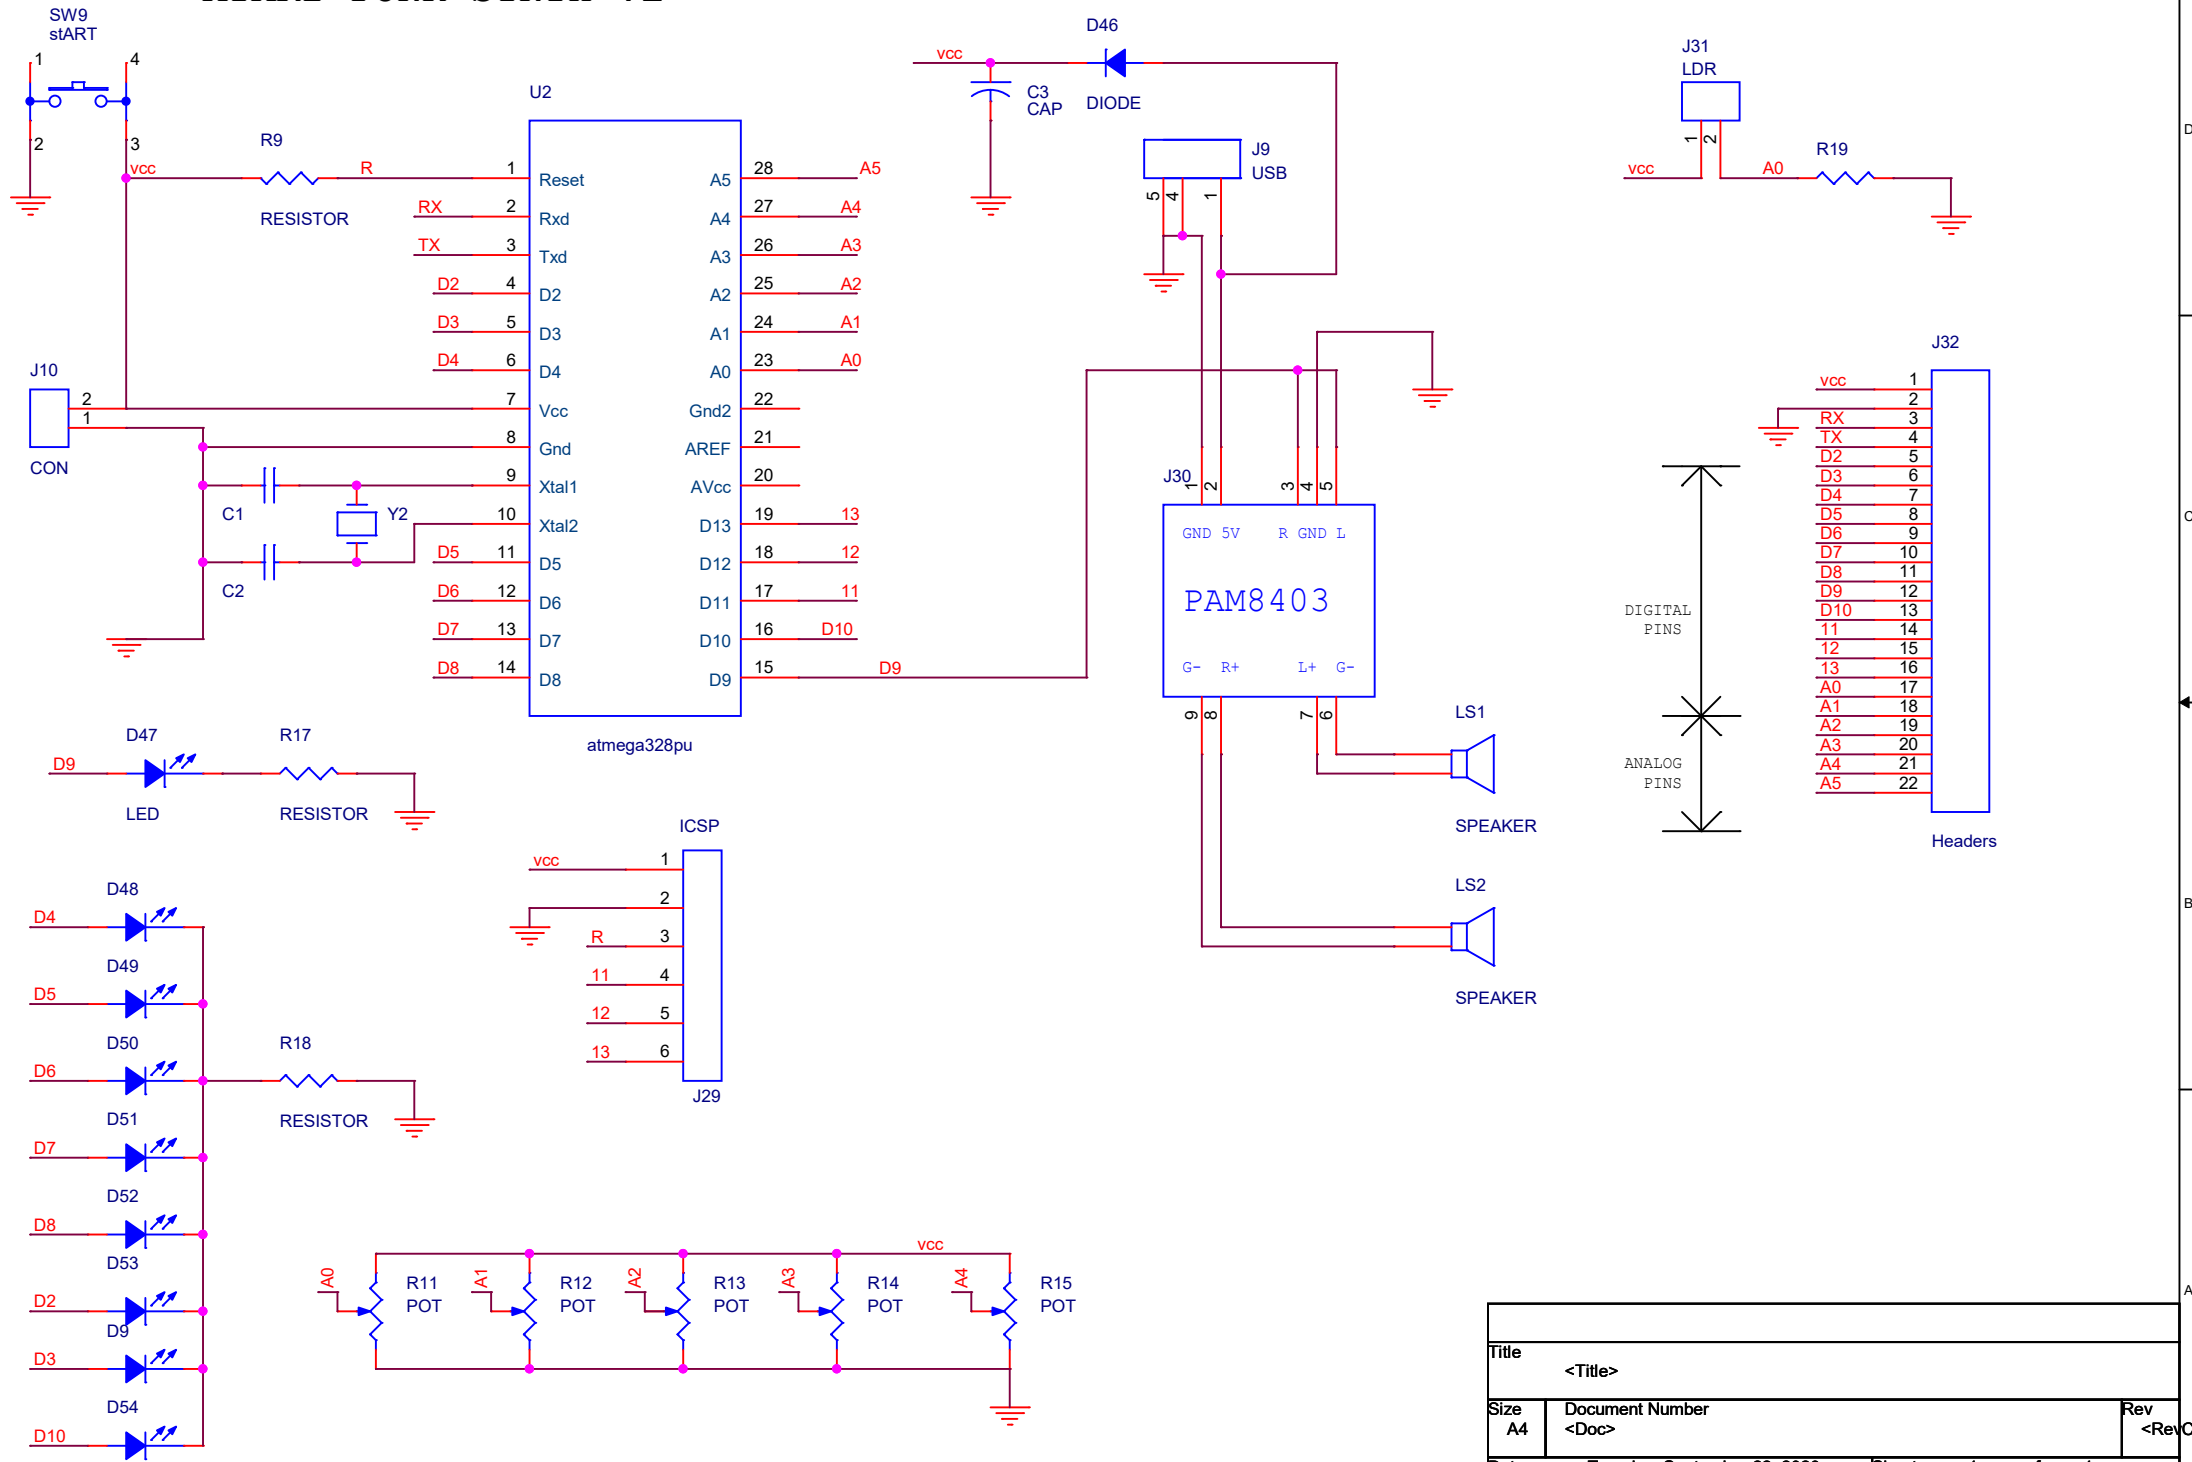 SW9
stART
1
4
2
3
vcc
R9
R
RESISTOR
J10
2
1
CON
C1
C2
Y2
U2
1 Reset
RX 2 Rxd
TX 3 Txd
D2 4 D2
D3 5 D3
D4 6 D4
7 Vcc
8 Gnd
9 Xtal1
10 Xtal2
D5 11 D5
D6 12 D6
D7 13 D7
D8 14 D8
A5 28 A5
A4 27 A4
A3 26 A3
A2 25 A2
A1 24 A1
A0 23 A0
Gnd2 22
AREF 21
AVcc 20
D13 19 13
D12 18 12
D11 17 11
D10 16 D10
D9 15 D9
atmega328pu
vcc
D46
DIODE
C3
CAP
J9
USB
5
4
1
J30
1
2
3
4
5
GND 5V R GND L
PAM8403
G- R+ L+ G-
9
8
7
6
LS1
SPEAKER
LS2
SPEAKER
J31
LDR
1
2
vcc
A0
R19
J32
vcc 1
2
RX 3
TX 4
D2 5
D3 6
D4 7
D5 8
D6 9
D7 10
D8 11
D9 12
D10 13
11 14
12 15
13 16
A0 17
A1 18
A2 19
A3 20
A4 21
A5 22
Headers
DIGITAL
PINS
ANALOG
PINS
D47
D9
LED
R17
RESISTOR
D48
D4
D49
D5
D50
D6
D51
D7
D52
D8
D53
D2
D9
D3
D54
D10
R18
RESISTOR
ICSP
vcc 1
2
R 3
11 4
12 5
13 6
J29
vcc
A0
R11
POT
A1
R12
POT
A2
R13
POT
A3
R14
POT
A4
R15
POT
D
C
B
A
Title
<Title>
Size
A4
Document Number
<Doc>
Rev